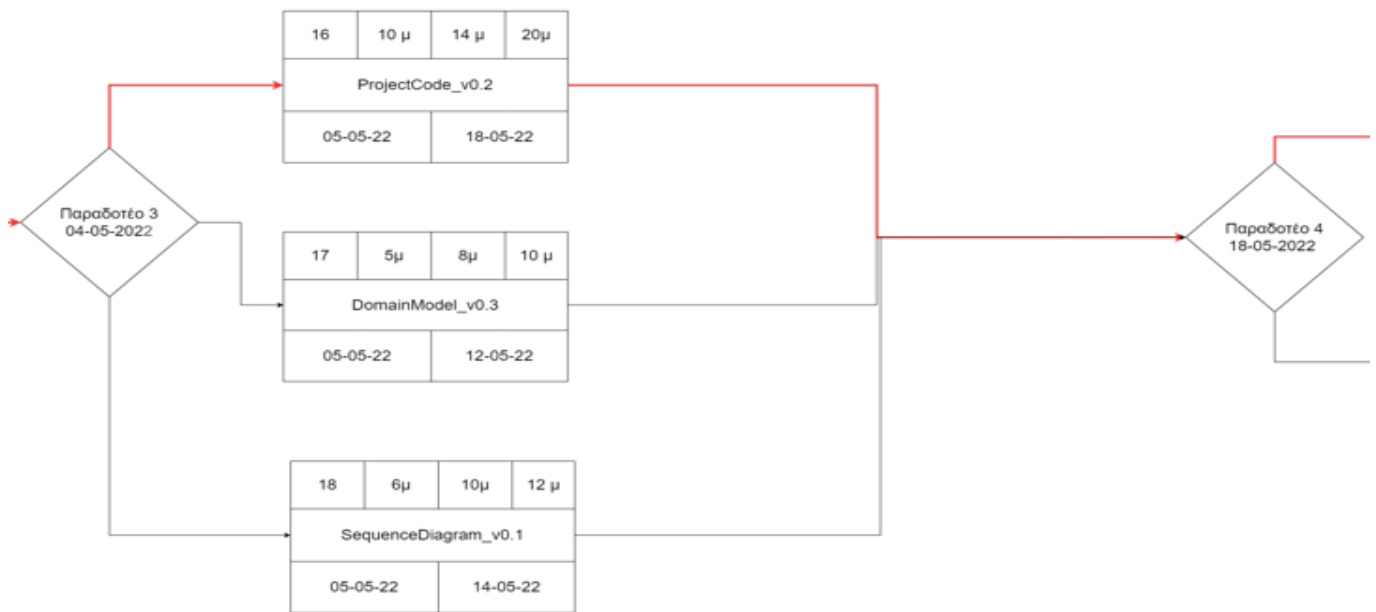 16 10 μ 14 μ 20μ
ProjectCode_v0.2
05-05-22 18-05-22
Παραδοτέο 3
04-05-2022
17 5μ 8μ 10 μ
DomainModel_v0.3
05-05-22 12-05-22
Παραδοτέο 4
18-05-2022
18 6μ 10μ 12 μ
SequenceDiagram_v0.1
05-05-22 14-05-22